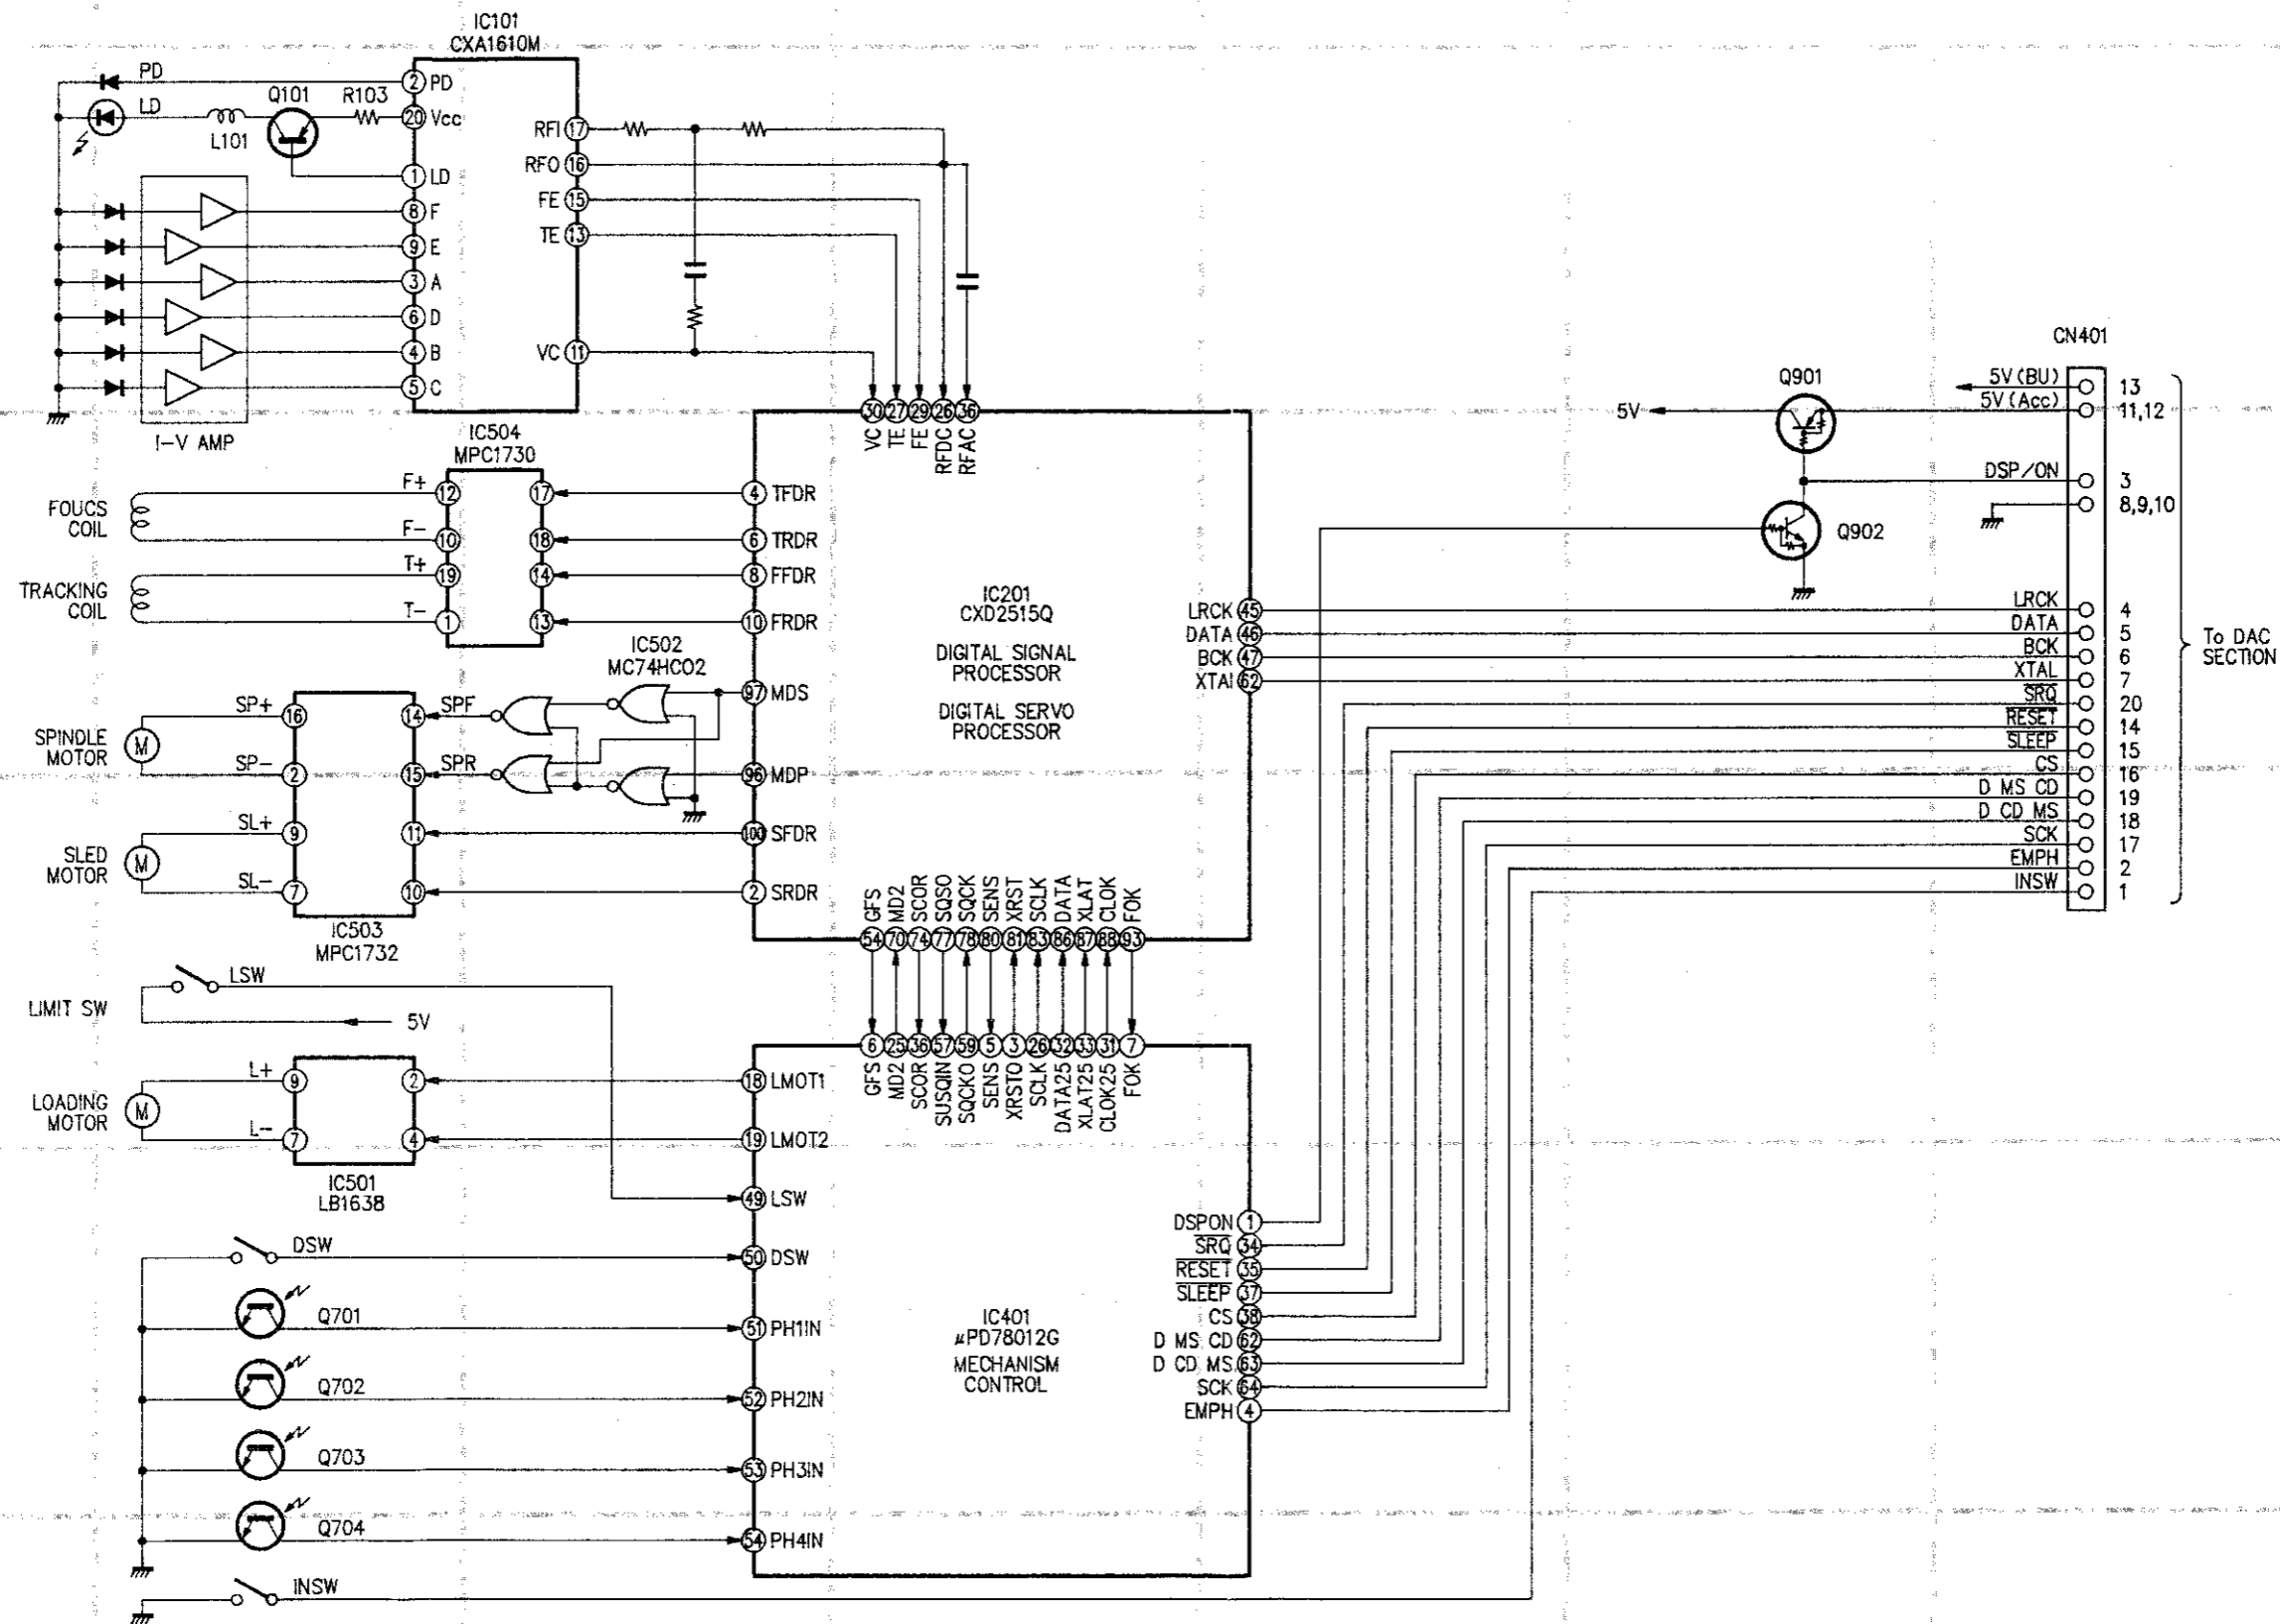 IC101
CXA1610M
PD
2 PD
LD
Q101
R103
20 Vcc
L101
1 LD
8 F
9 E
3 A
6 D
4 B
5 C
I-V AMP
RFI 17
RFO 16
FE 15
TE 13
VC 11
30 27 29 26 36
VC
TE
FE
RFDC
RFAC
IC504
MPC1730
FOUCS
COIL
F+ 12
F- 10
TRACKING
COIL
T+ 19
T- 1
17
18
14
13
4 TFDR
6 TRDR
8 FFDR
10 FRDR
IC502
MC74HC02
97 MDS
96 MDP
100 SFDR
2 SRDR
SPINDLE
MOTOR
M
SP+ 16
SP- 2
14 SPF
15 SPR
SLED
MOTOR
M
SL+ 9
SL- 7
11
10
IC503
MPC1732
IC201
CXD2515Q
DIGITAL SIGNAL
PROCESSOR
DIGITAL SERVO
PROCESSOR
LRCK 45
DATA 46
BCK 47
XTAI 62
GFS
MD2
SCOR
SQSO
SQCK
SENS
XRST
SCLK
DATA
XLAT
CLOK
FOK
54 70 74 77 78 80 81 83 86 87 88 93
LIMIT SW
LSW
5V
6 25 36 57 59 5 3 26 32 33 31 7
GFS
MD2
SCOR
SUSQIN
SQCKO
SENS
XRSTO
SCLK
DATA25
XLAT25
CLOK25
FOK
LOADING
MOTOR
M
L+ 9
L- 7
2
4
IC501
LB1638
18 LMOT1
19 LMOT2
49 LSW
DSW
50 DSW
Q701
51 PH1IN
Q702
52 PH2IN
Q703
53 PH3IN
Q704
54 PH4IN
INSW
IC401
μPD78012G
MECHANISM
CONTROL
DSPON 1
SRQ 34
RESET 35
SLEEP 37
CS 38
D MS CD 62
D CD MS 63
SCK 64
EMPH 4
CN401
Q901
5V
5V(BU) 13
5V(Acc) 11,12
DSP/ON 3
8,9,10
Q902
LRCK 4
DATA 5
BCK 6
XTAL 7
SRQ 20
RESET 14
SLEEP 15
CS 16
D MS CD 19
D CD MS 18
SCK 17
EMPH 2
INSW 1
To DAC
SECTION